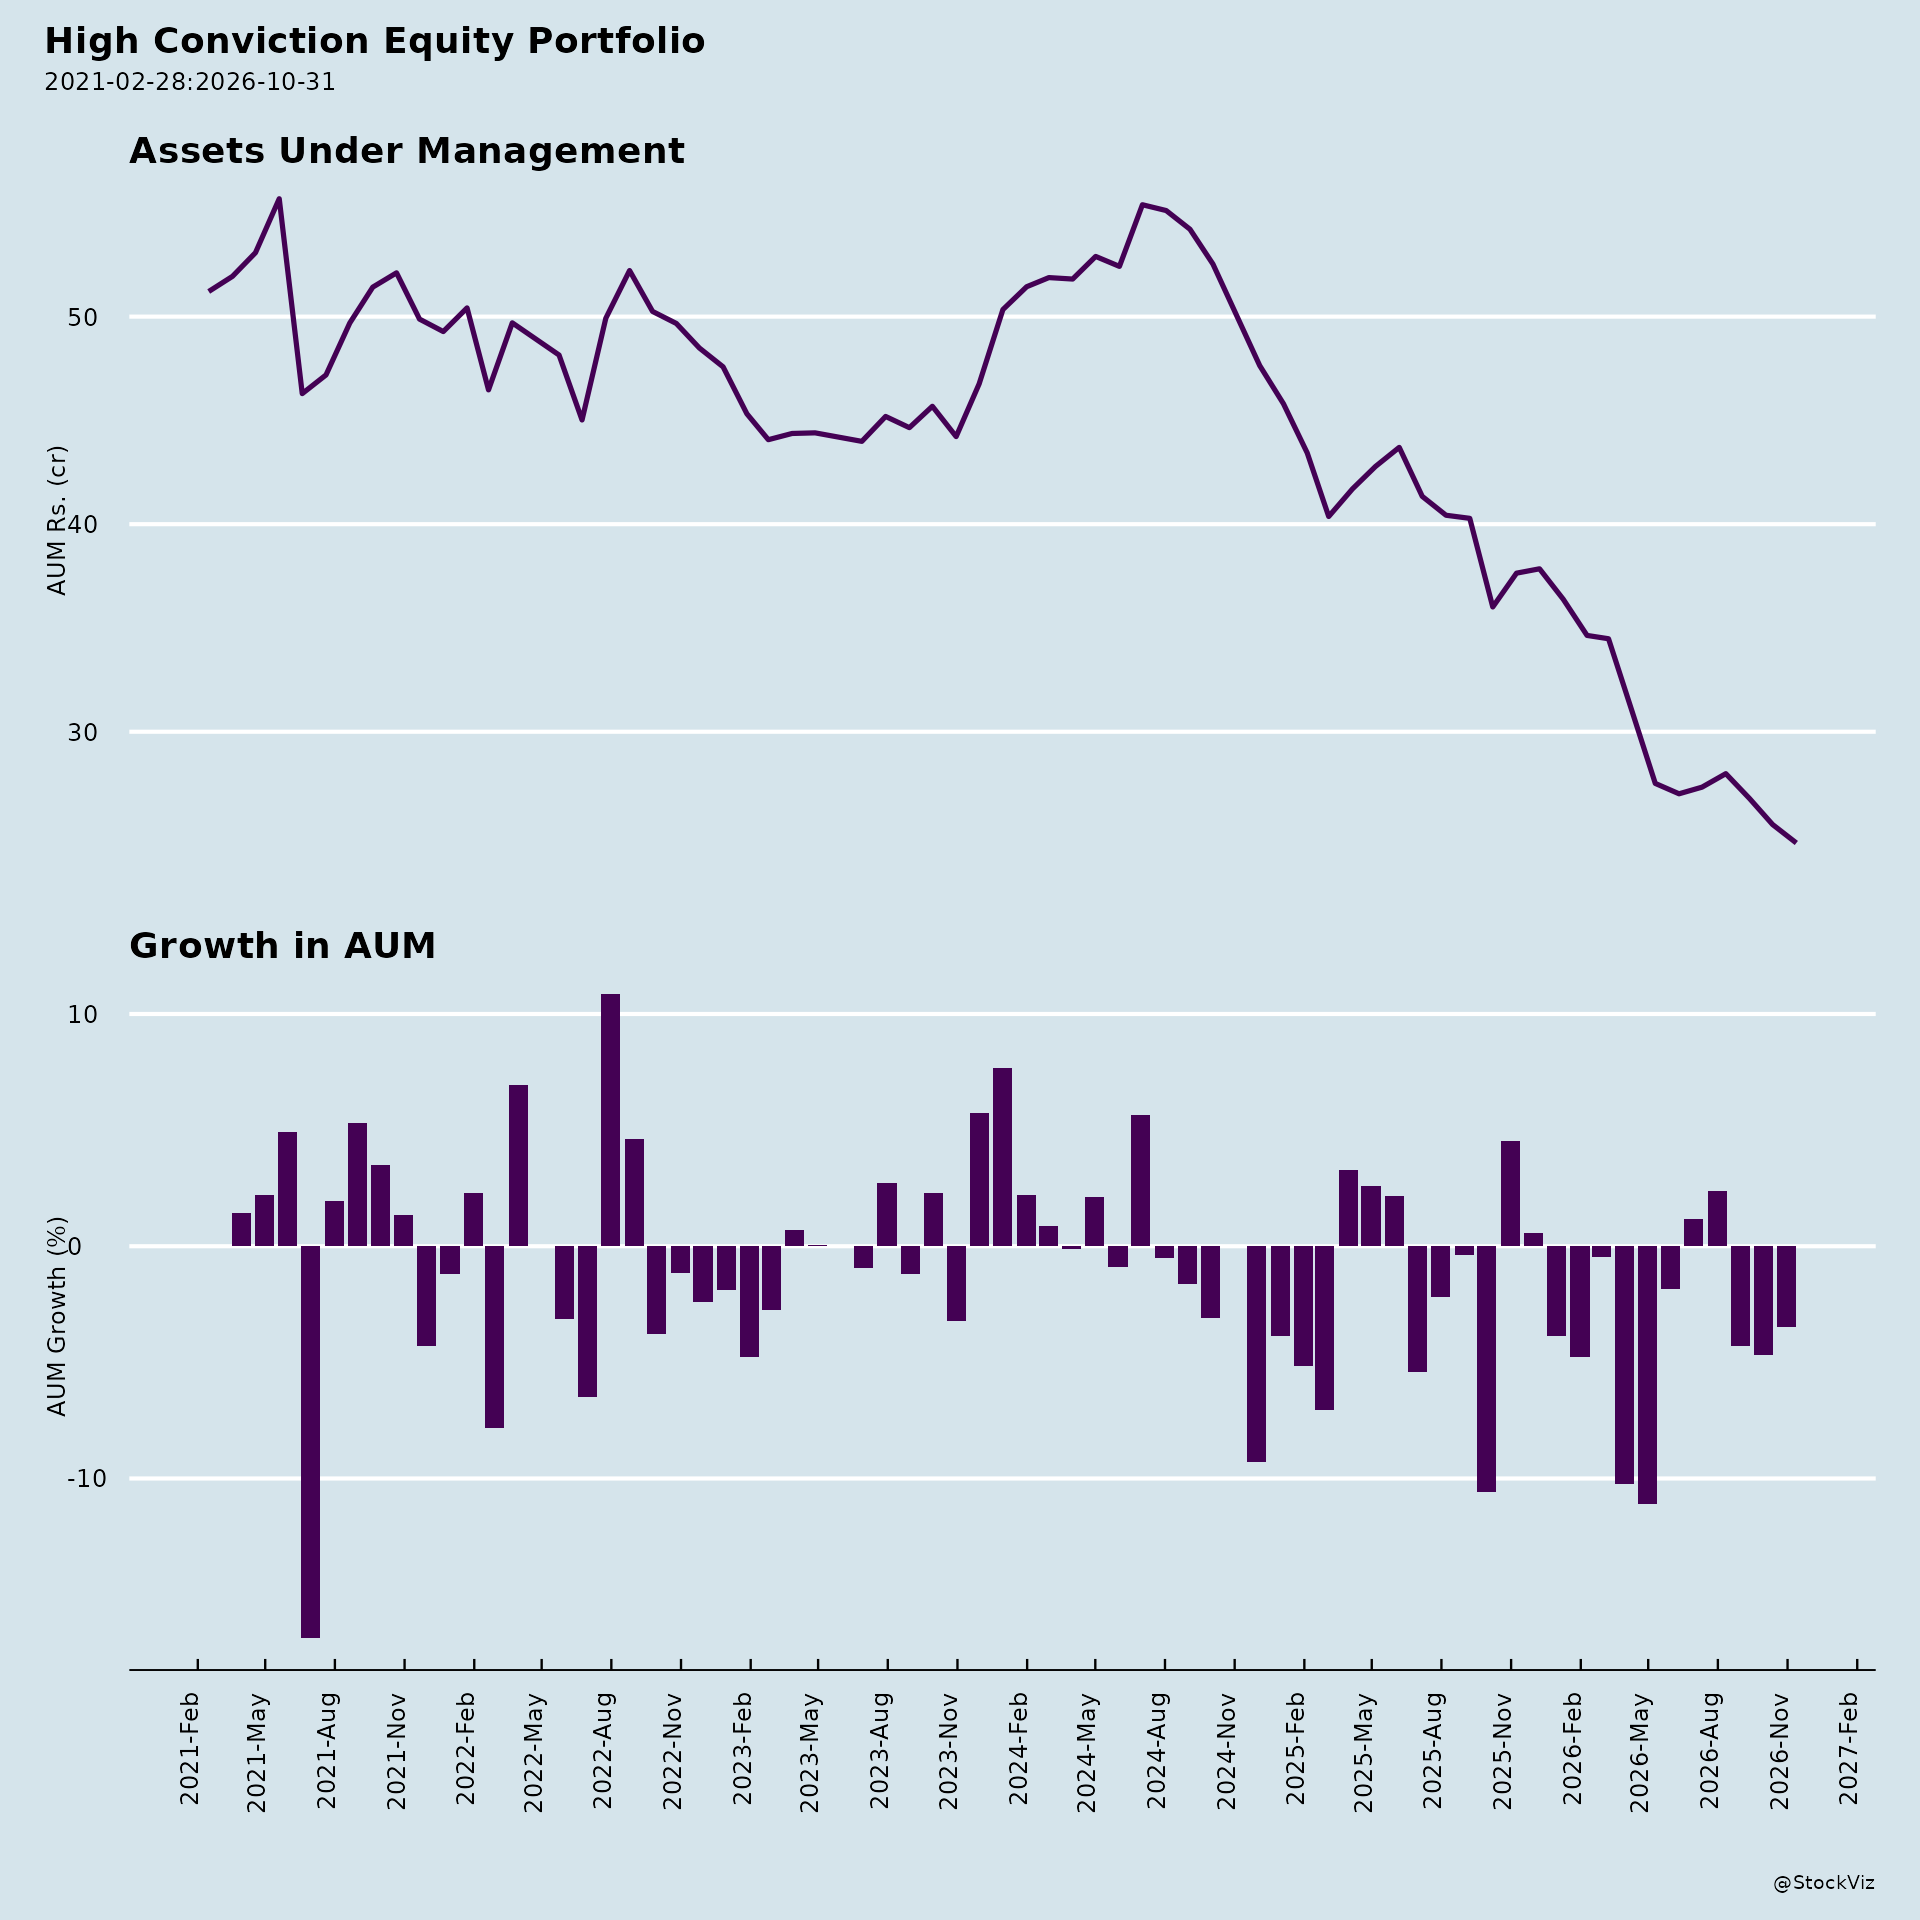 High Conviction Equity Portfolio
2021-02-28:2026-10-31
Assets Under Management
AUM Rs. (cr)
50
40
30
Growth in AUM
AUM Growth (%)
10
0
-10
2021-Feb
2021-May
2021-Aug
2021-Nov
2022-Feb
2022-May
2022-Aug
2022-Nov
2023-Feb
2023-May
2023-Aug
2023-Nov
2024-Feb
2024-May
2024-Aug
2024-Nov
2025-Feb
2025-May
2025-Aug
2025-Nov
2026-Feb
2026-May
2026-Aug
2026-Nov
2027-Feb
@StockViz